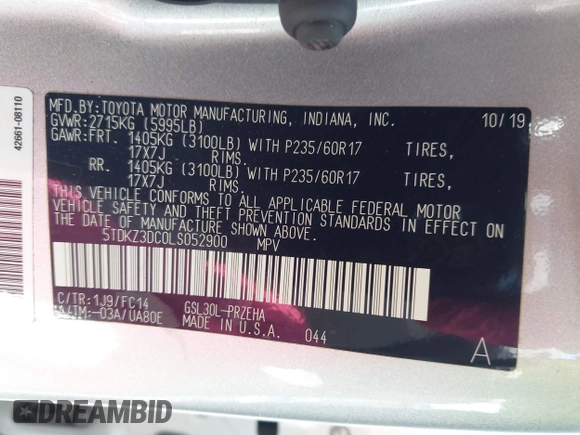 42661-08110
MFD.BY:TOYOTA MOTOR MANUFACTURING, INDIANA, INC. 10/19
GVWR:2715KG (5995LB)
GAWR:FRT. 1405KG (3100LB) WITH P235/60R17 TIRES,
17X7J RIMS.
RR. 1405KG (3100LB) WITH P235/60R17 TIRES,
17X7J RIMS.
THIS VEHICLE CONFORMS TO ALL APPLICABLE FEDERAL MOTOR
VEHICLE SAFETY AND THEFT PREVENTION STANDARDS IN EFFECT ON
THE DATE OF MANUFACTURE SHOWN ABOVE.
5TDKZ3DC0LS052900 MPV
C/TR:1J9/FC14 GSL30L-PRZEHA
A/TM:-03A/UA80E MADE IN U.S.A. 044
A
DREAMBID